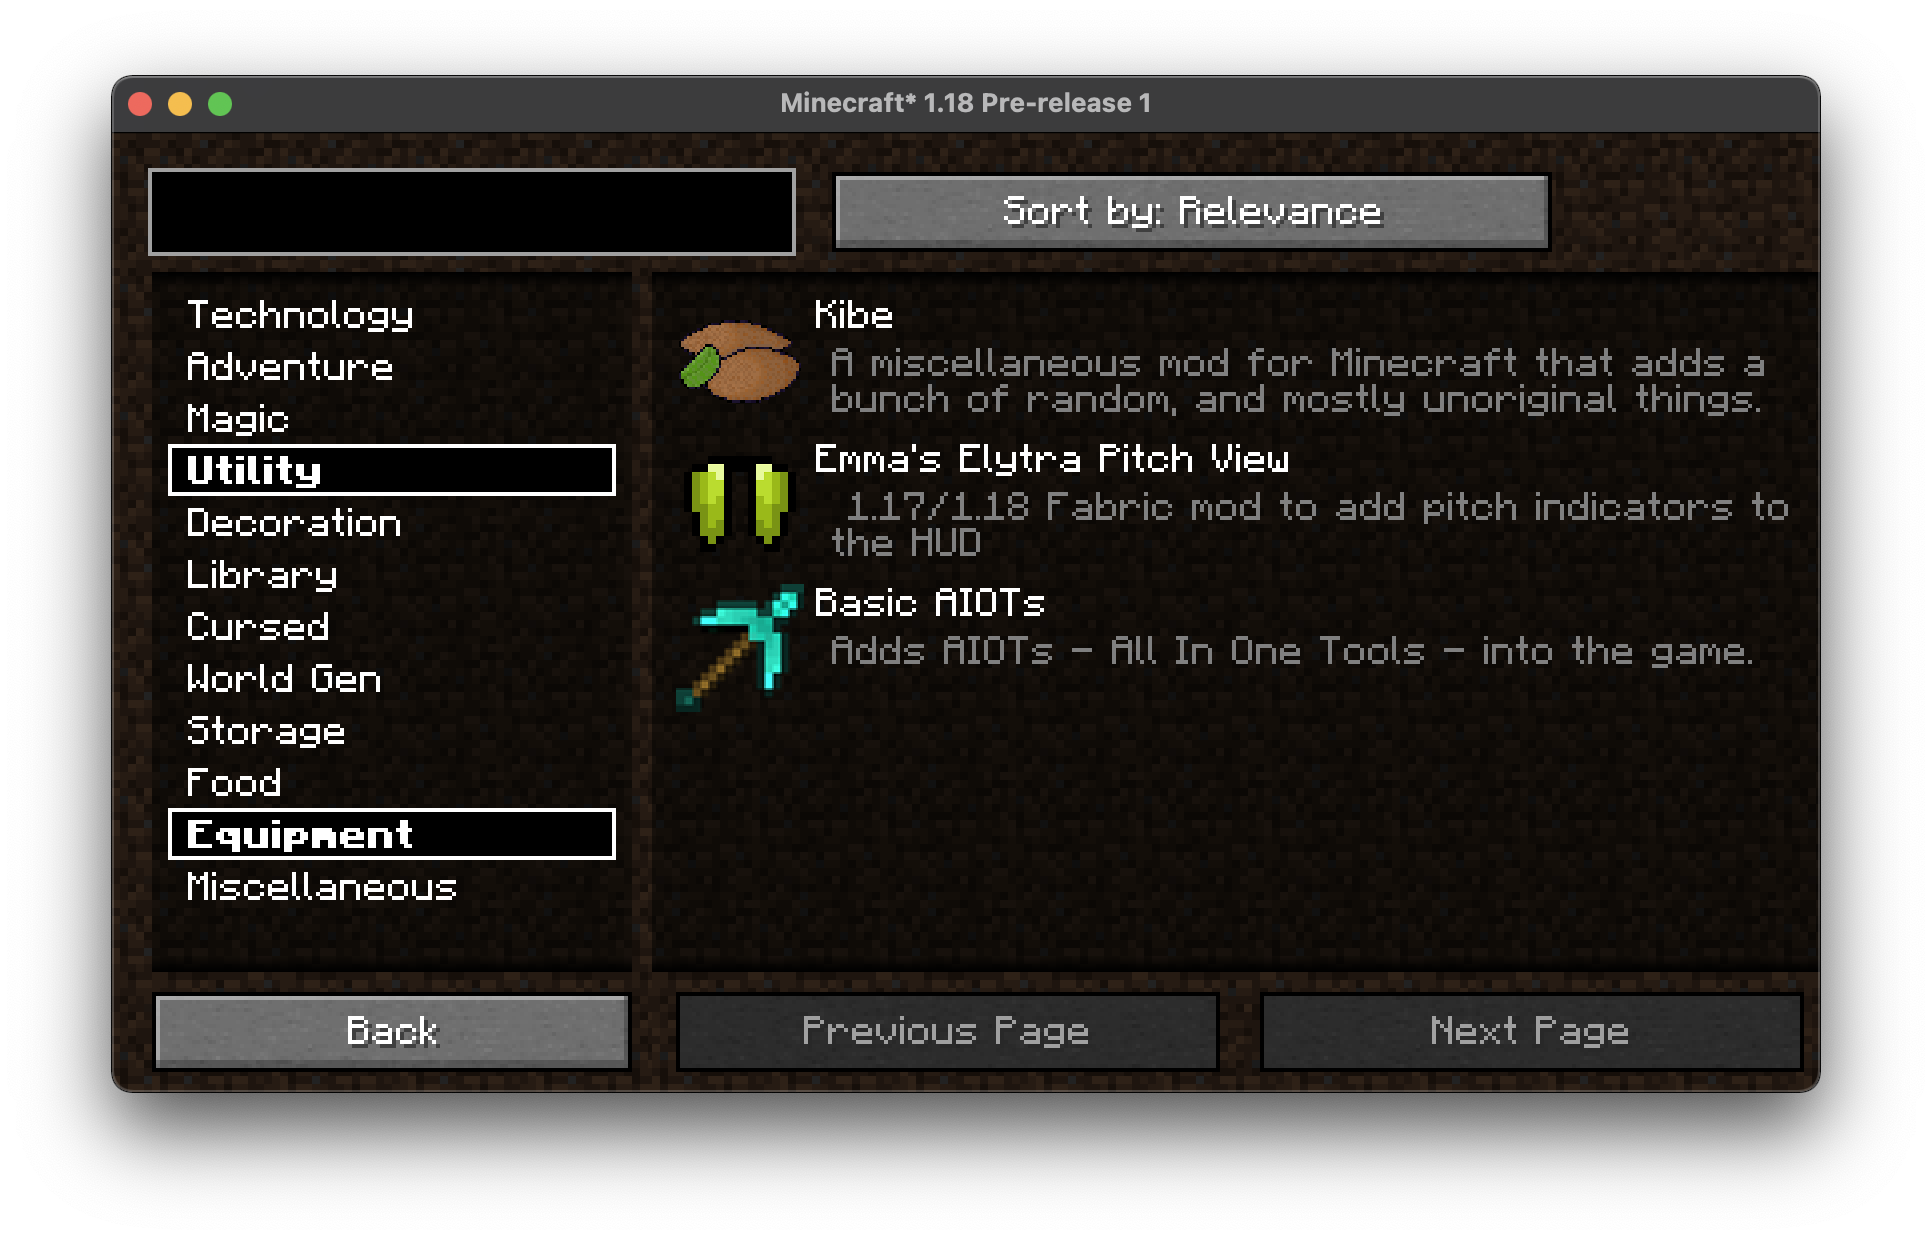 Minecraft* 1.18 Pre-release 1
Sort by: Relevance
Technology
Adventure
Magic
Utility
Decoration
Library
Cursed
World Gen
Storage
Food
Equipment
Miscellaneous
Kibe
A miscellaneous mod for Minecraft that adds a
bunch of random, and mostly unoriginal things.
Emma's Elytra Pitch View
1.17/1.18 Fabric mod to add pitch indicators to
the HUD
Basic AIOTs
Adds AIOTs - All In One Tools - into the game.
Back
Previous Page
Next Page